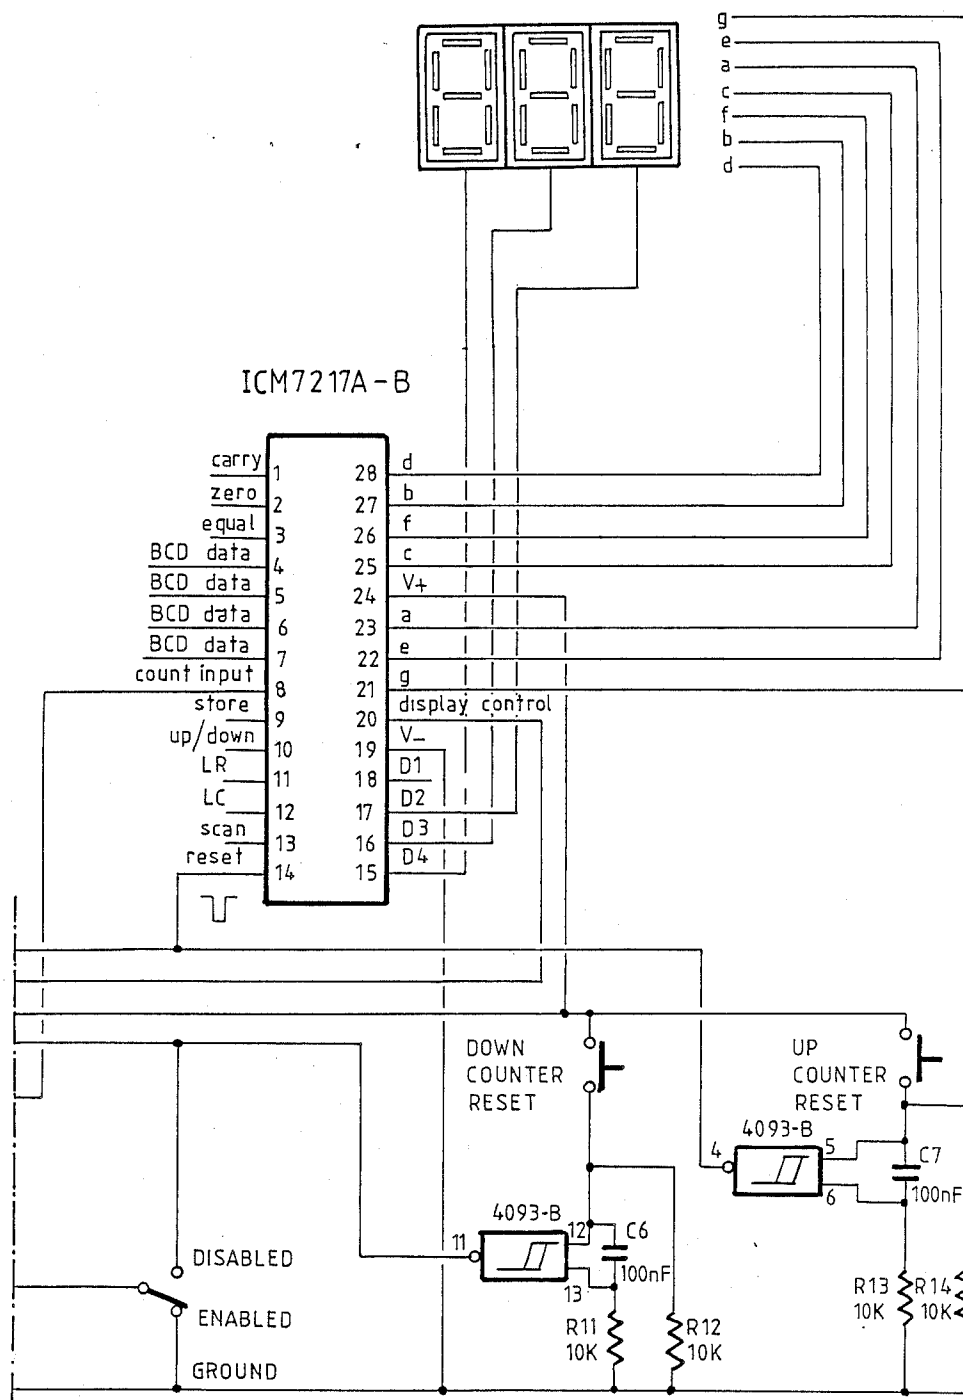 g
e
a
c
f
b
d
ICM7217A-B
carry 1 28 d
zero 2 27 b
equal 3 26 f
BCD data 4 25 c
BCD data 5 24 V+
BCD data 6 23 a
BCD data 7 22 e
count input 8 21 g
store 9 20 display control
up/down 10 19 V-
LR 11 18 D1
LC 12 17 D2
scan 13 16 D3
reset 14 15 D4
DOWN
COUNTER
RESET
UP
COUNTER
RESET
4093-B
4 5
6
C7
100nF
4093-B
11 12
13
C6
100nF
DISABLED
ENABLED
GROUND
R11
10K
R12
10K
R13
10K
R14
10K